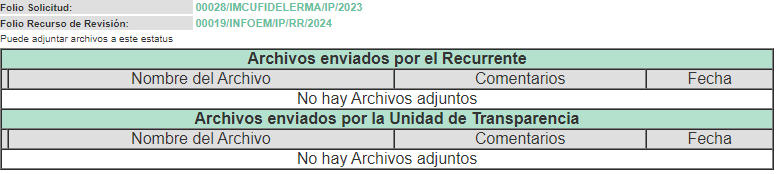 Folio Solicitud: 00028/IMCUFIDELERMA/IP/2023
Folio Recurso de Revisión: 00019/INFOEM/IP/RR/2024
Puede adjuntar archivos a este estatus
Archivos enviados por el Recurrente
Nombre del Archivo Comentarios Fecha
No hay Archivos adjuntos
Archivos enviados por la Unidad de Transparencia
Nombre del Archivo Comentarios Fecha
No hay Archivos adjuntos